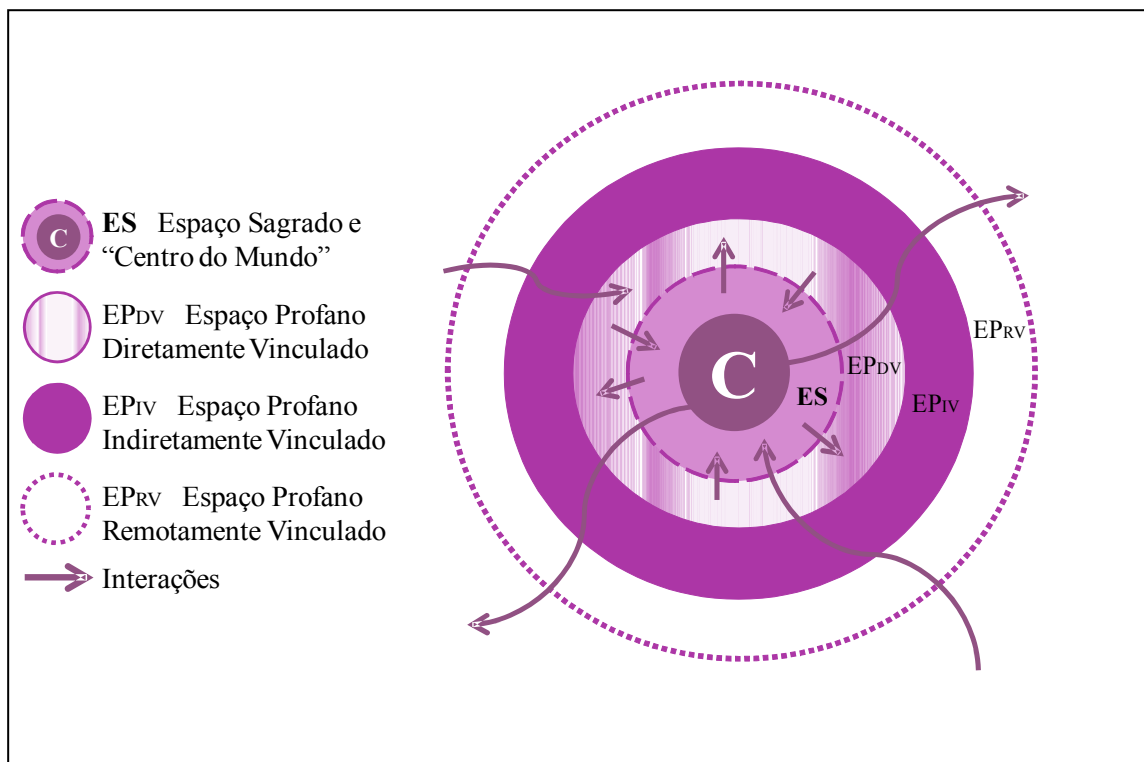 C
ES Espaço Sagrado e
“Centro do Mundo”
EPDV Espaço Profano
Diretamente Vinculado
EPIV Espaço Profano
Indiretamente Vinculado
EPRV Espaço Profano
Remotamente Vinculado
Interações
C
ES
EPDV
EPIV
EPRV